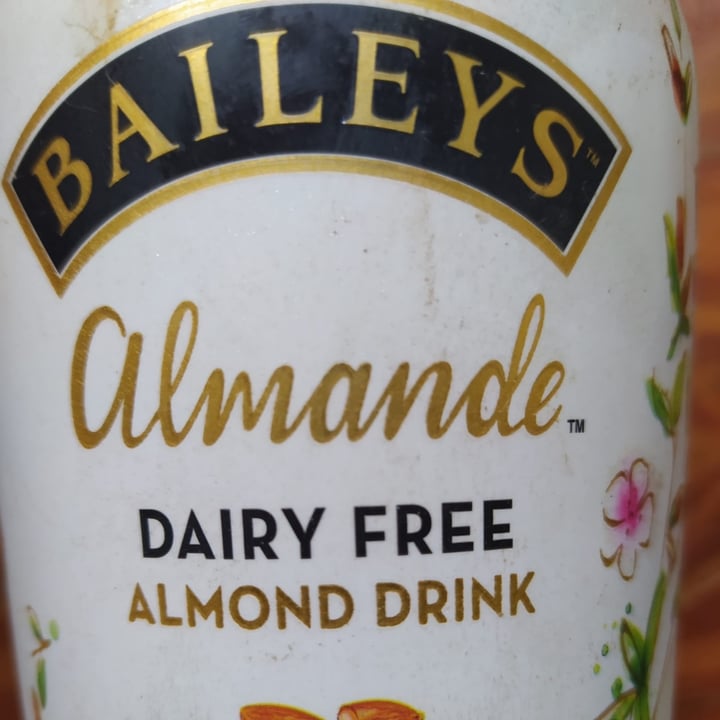 BAILEYS™
Almande™
DAIRY FREE
ALMOND DRINK